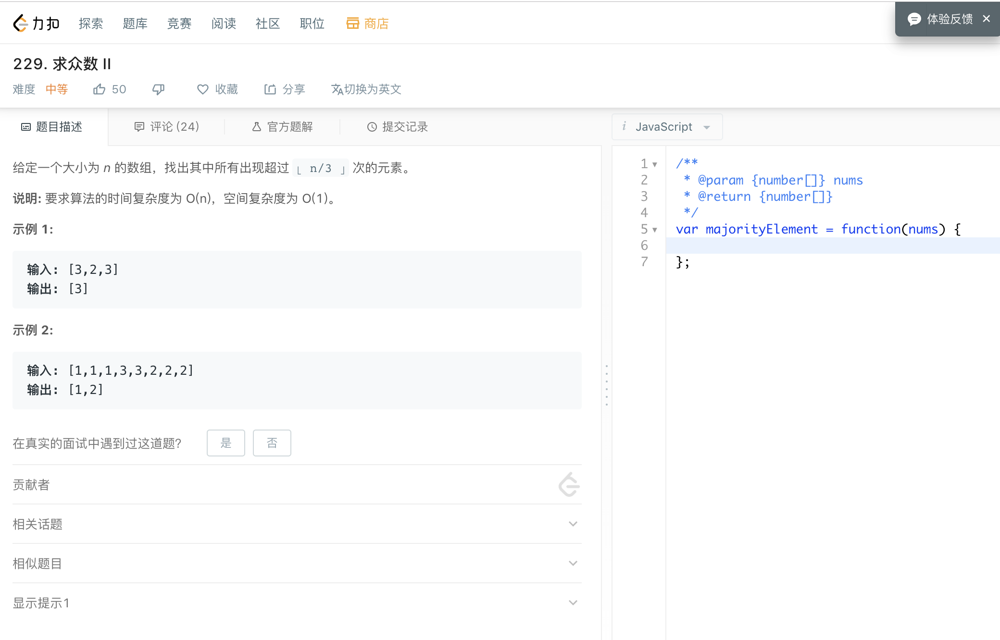 力扣 探索 题库 竞赛 阅读 社区 职位 商店
体验反馈 ×
229. 求众数 II
难度 中等 50 收藏 分享 切换为英文
题目描述 评论 (24) 官方题解 提交记录
给定一个大小为 n 的数组，找出其中所有出现超过 ⌊ n/3 ⌋ 次的元素。
说明: 要求算法的时间复杂度为 O(n)，空间复杂度为 O(1)。
示例 1:
输入: [3,2,3]
输出: [3]
示例 2:
输入: [1,1,1,3,3,2,2,2]
输出: [1,2]
在真实的面试中遇到过这道题? 是 否
贡献者
相关话题
相似题目
显示提示1
i JavaScript
1 /**
2  * @param {number[]} nums
3  * @return {number[]}
4  */
5 var majorityElement = function(nums) {
6
7 };